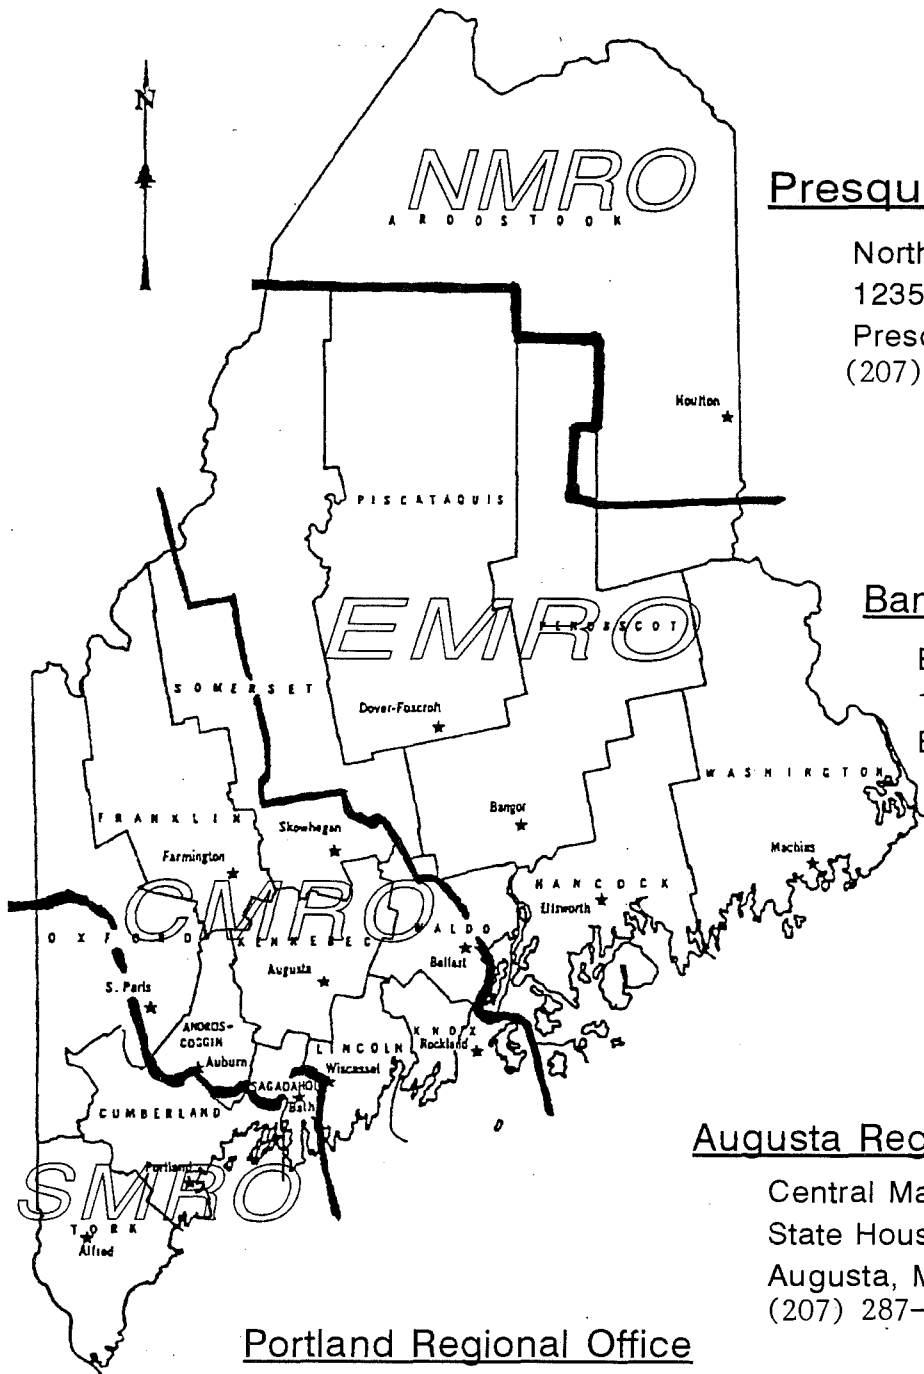 N
NMRO
AROOSTOOK
Presqu
North
1235
Presq
(207)
Houlton
PISCATAQUIS
EMRO
PENOBSCOT
Ban
SOMERSET
Dover-Foxcroft
E
E
WASHINGTON
FRANKLIN
Skowhegan
Bangor
Farmington
Machias
CMRO
HANCOCK
Ellsworth
OXFORD
KENNEBEC
WALDO
Belfast
Augusta
S. Paris
ANDROS-
COGGIN
KNOX
Rockland
LINCOLN
Auburn
Wiscasset
SAGADAHOC
Bath
CUMBERLAND
Augusta Reg
Portland
SMRO
Central Ma
YORK
State Hous
Alfred
Augusta, M
(207) 287-
Portland Regional Office